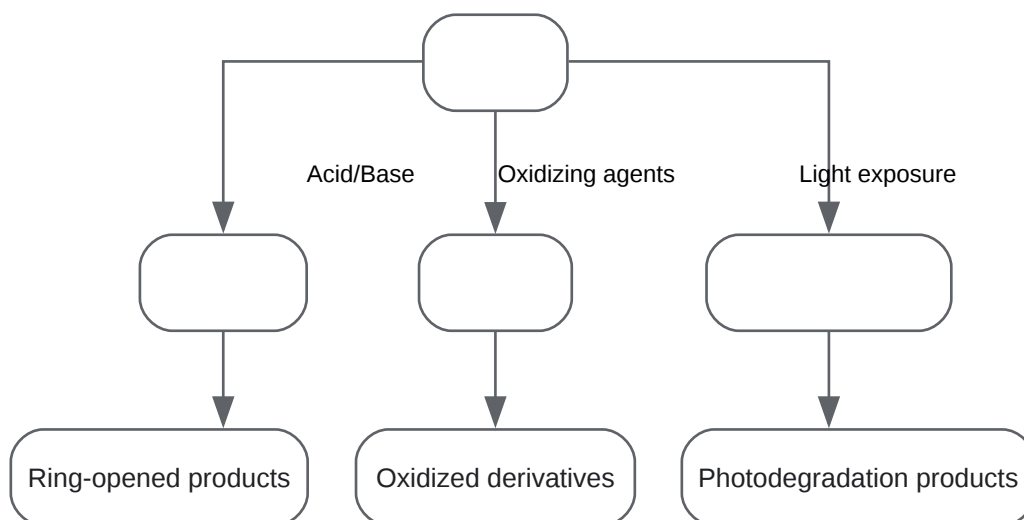 Acid/Base
Oxidizing agents
Light exposure
Ring-opened products
Oxidized derivatives
Photodegradation products